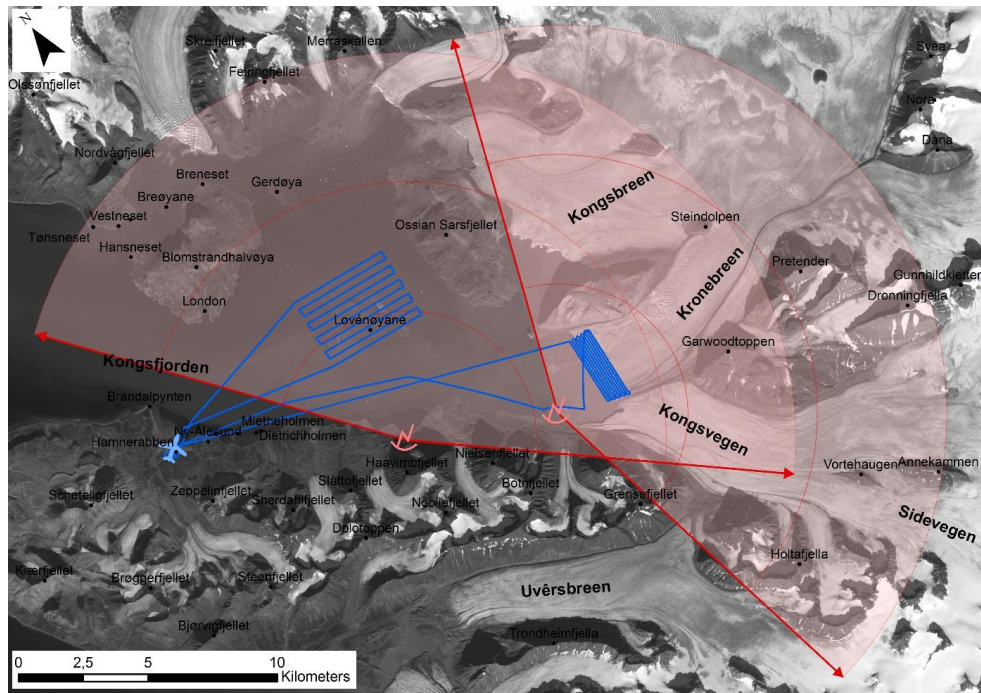 N
Skreifjellet
Merraskallen
Svea
Feiringfjellet
Olssønfjellet
Nora
Dana
Nordvågfjellet
Breneset
Gerdøya
Kongsbreen
Breøyane
Vestneset
Steindolpen
Tønsneset
Ossian Sarsfjellet
Hansneset
Blomstrandhalvøya
Pretender
Kronebreen
Gunnhildkletten
London
Dronningfjella
Lovénøyane
Garwoodtoppen
Kongsfjorden
Brandalpynten
Kongsvegen
Mietheholmen
Hamnerabben
Ny-Ålesund
Dietrichholmen
Nielsenfjellet
Haavimbfjellet
Vortehaugen
Annekammen
Slattofjellet
Botnfjellet
Scheteligfjellet
Zeppelinfjellet
Grensefjellet
Sherdahlfjellet
Nobilefjellet
Sidevegen
Dolotoppen
Holtafjella
Kiærfjellet
Brøggerfjellet
Steenfjellet
Uvêrsbreen
Bjørvigfjellet
Trondheimfjella
0 2,5 5 10
Kilometers